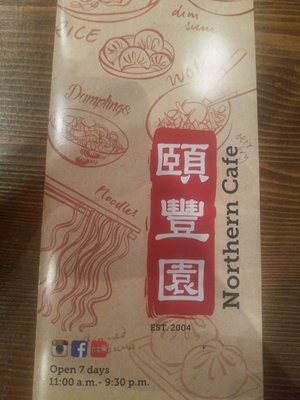 RICE
dim
sum
Wok
Dumplings
Noodles
頤豐園
Northern Cafe
EST. 2004
Open 7 days
11:00 a.m.- 9:30 p.m.